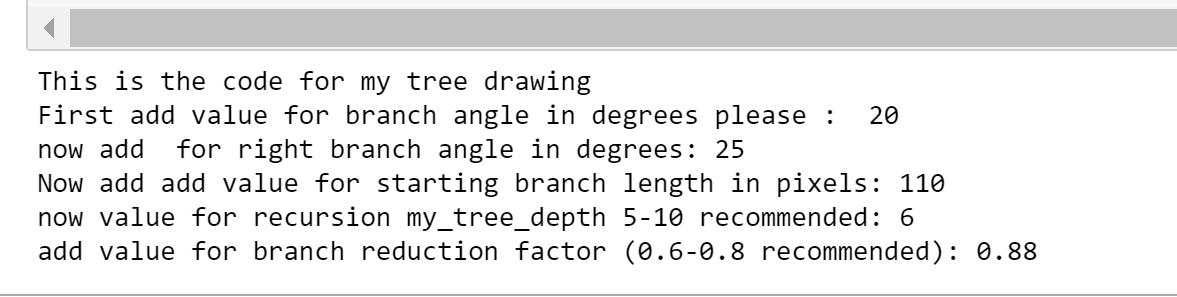 This is the code for my tree drawing
First add value for branch angle in degrees please :  20
now add  for right branch angle in degrees: 25
Now add add value for starting branch length in pixels: 110
now value for recursion my_tree_depth 5-10 recommended: 6
add value for branch reduction factor (0.6-0.8 recommended): 0.88